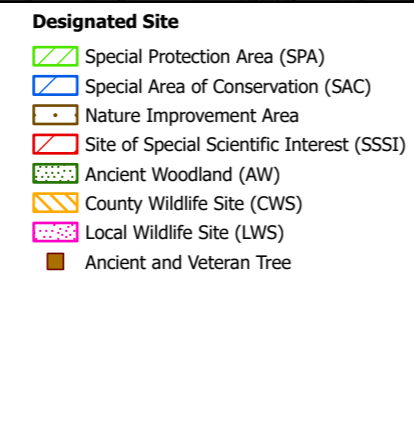 Designated Site
Special Protection Area (SPA)
Special Area of Conservation (SAC)
Nature Improvement Area
Site of Special Scientific Interest (SSSI)
Ancient Woodland (AW)
County Wildlife Site (CWS)
Local Wildlife Site (LWS)
Ancient and Veteran Tree